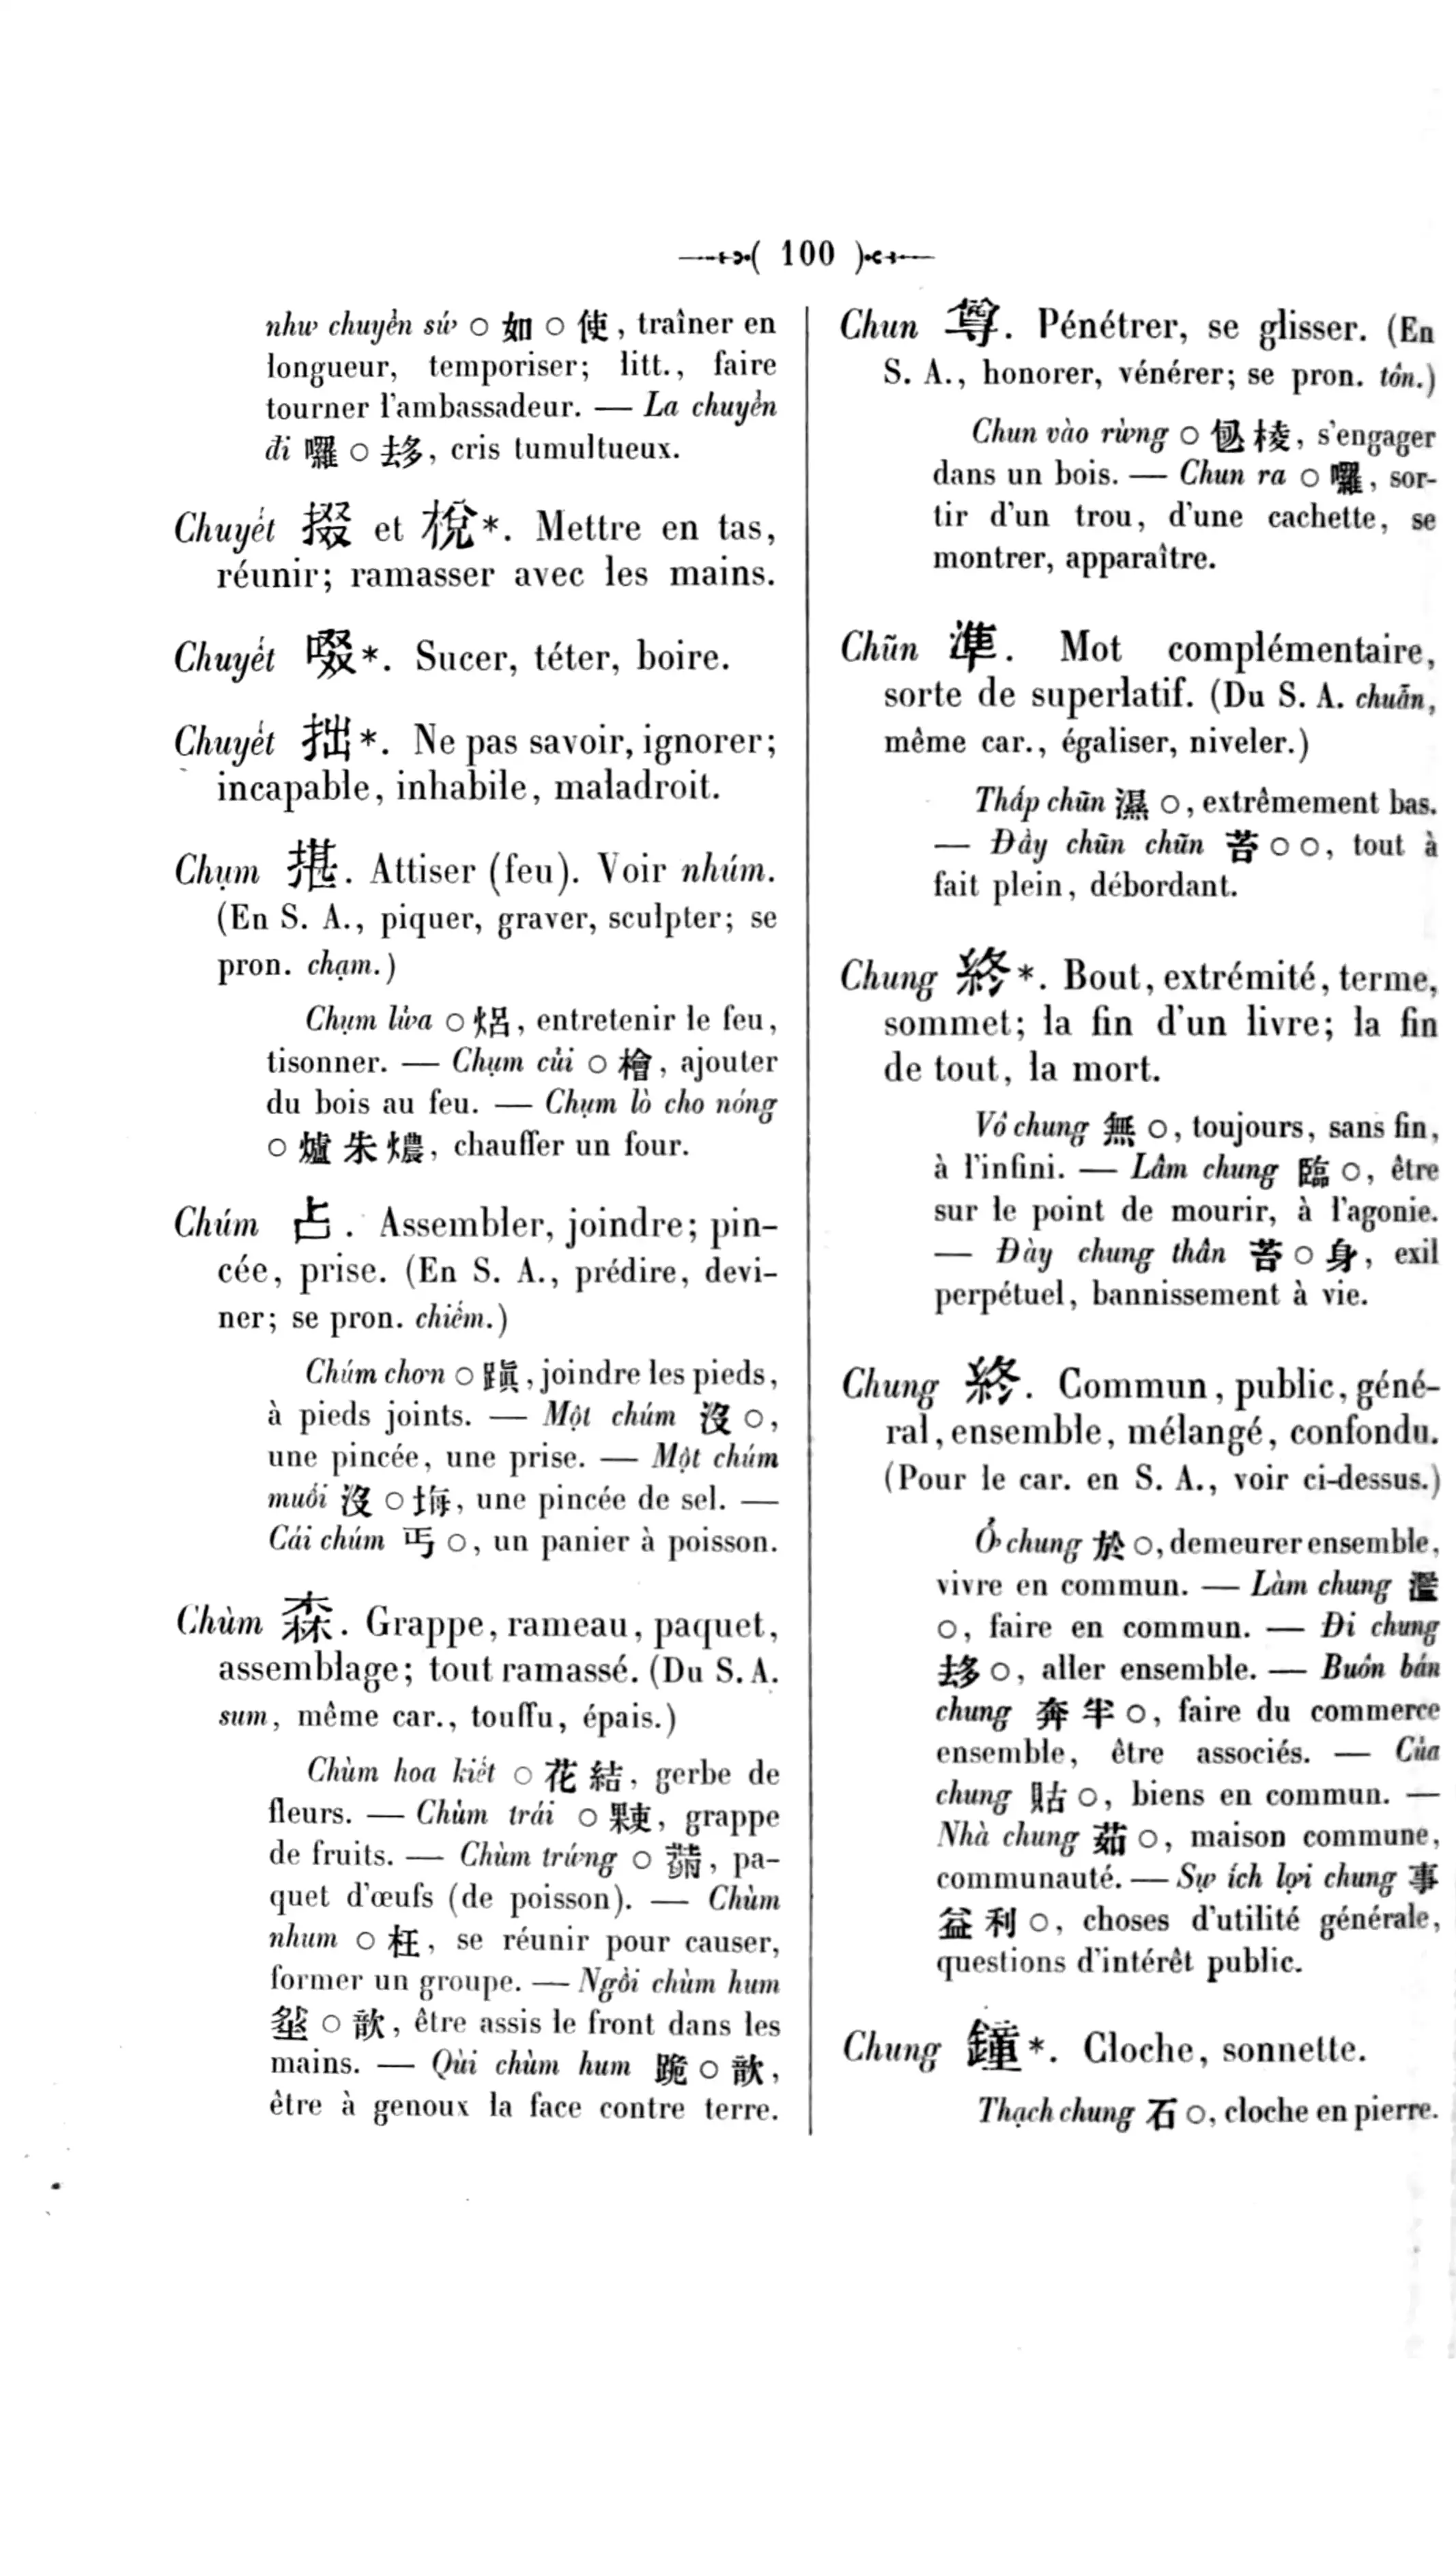 ( 100 )
như chuyển sứ ○ 如 ○ 使, traîner en
longueur, temporiser; litt., faire
tourner l'ambassadeur. — La chuyển
đi 囉 ○ 𠫾, cris tumultueux.
Chuyết 掇 et 梲*. Mettre en tas,
réunir; ramasser avec les mains.
Chuyết 啜*. Sucer, téter, boire.
Chuyết 拙*. Ne pas savoir, ignorer;
incapable, inhabile, maladroit.
Chụm 揕. Attiser (feu). Voir nhúm.
(En S. A., piquer, graver, sculpter; se
pron. chạm.)
Chụm lửa ○ 焒, entretenir le feu,
tisonner. — Chụm củi ○ 檜, ajouter
du bois au feu. — Chụm lò cho nóng
○ 爐 朱 燶, chauffer un four.
Chúm 占. Assembler, joindre; pin-
cée, prise. (En S. A., prédire, devi-
ner; se pron. chiêm.)
Chúm chơn ○ 蹎, joindre les pieds,
à pieds joints. — Một chúm 沒 ○,
une pincée, une prise. — Một chúm
muối 沒 ○ 塰, une pincée de sel. —
Cái chúm 丐 ○, un panier à poisson.
Chùm 森. Grappe, rameau, paquet,
assemblage; tout ramassé. (Du S. A.
sum, même car., touffu, épais.)
Chùm hoa kiết ○ 花 結, gerbe de
fleurs. — Chùm trái ○ 𣛤, grappe
de fruits. — Chùm trứng ○, pa-
quet d'œufs (de poisson). — Chùm
nhum ○ 枉, se réunir pour causer,
former un groupe. — Ngồi chùm hum
𡎢 ○ 歆, être assis le front dans les
mains. — Qùi chùm hum 跪 ○ 歆,
être à genoux la face contre terre.
Chun 尊. Pénétrer, se glisser. (En
S. A., honorer, vénérer; se pron. tôn.)
Chun vào rừng ○ 𠓨 棱, s'engager
dans un bois. — Chun ra ○ 囉, sor-
tir d'un trou, d'une cachette, se
montrer, apparaître.
Chũn 準. Mot complémentaire,
sorte de superlatif. (Du S. A. chuẩn,
même car., égaliser, niveler.)
Thấp chũn 濕 ○, extrêmement bas.
— Đầy chũn chũn 苔 ○ ○, tout à
fait plein, débordant.
Chung 終*. Bout, extrémité, terme,
sommet; la fin d'un livre; la fin
de tout, la mort.
Vô chung 無 ○, toujours, sans fin,
à l'infini. — Lâm chung 臨 ○, être
sur le point de mourir, à l'agonie.
— Đày chung thân 苔 ○ 身, exil
perpétuel, bannissement à vie.
Chung 終. Commun, public, géné-
ral, ensemble, mélangé, confondu.
(Pour le car. en S. A., voir ci-dessus.)
Ở chung 於 ○, demeurer ensemble,
vivre en commun. — Làm chung 濫
○, faire en commun. — Đi chung
𠫾 ○, aller ensemble. — Buôn bán
chung 奔 半 ○, faire du commerce
ensemble, être associés. — Của
chung 貼 ○, biens en commun. —
Nhà chung 茹 ○, maison commune,
communauté. — Sự ích lợi chung 事
益 利 ○, choses d'utilité générale,
questions d'intérêt public.
Chung 鐘*. Cloche, sonnette.
Thạch chung 石 ○, cloche en pierre.